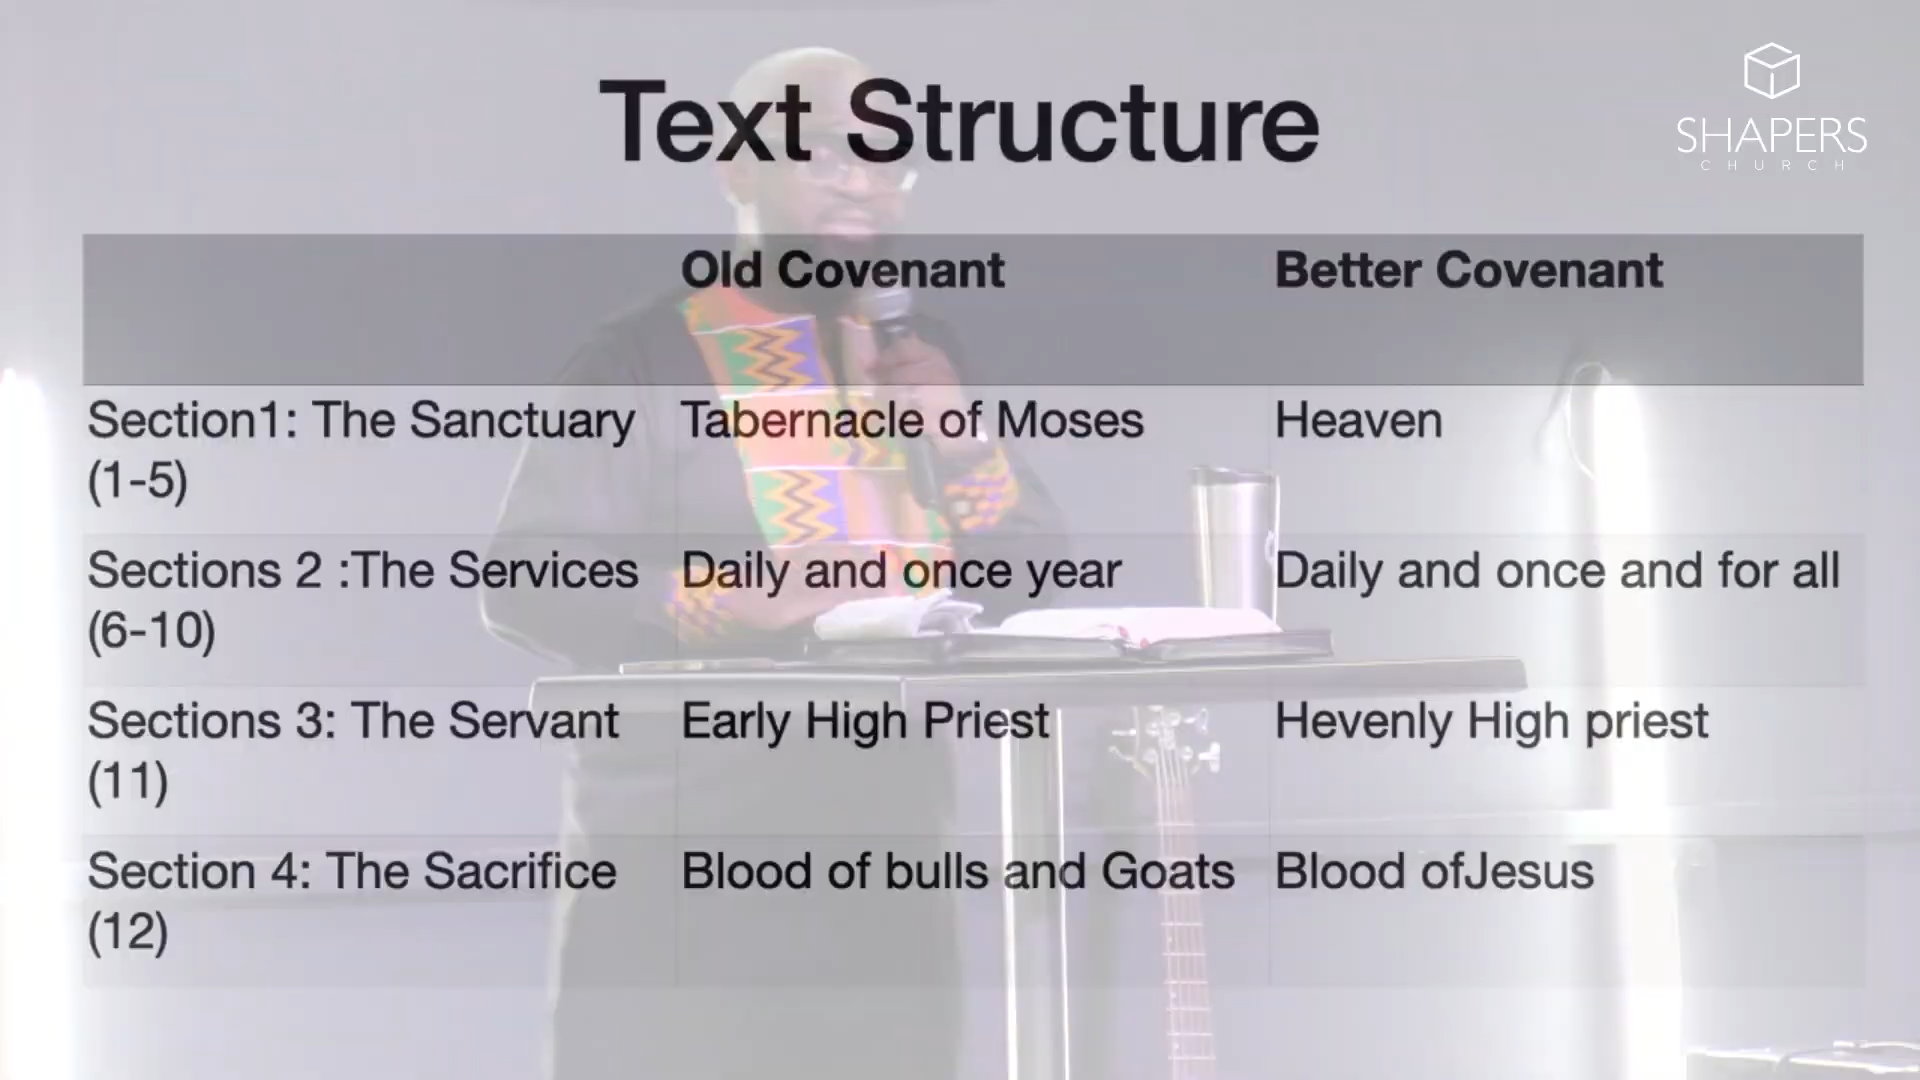 Text Structure
SHAPERS
CHURCH
Old Covenant Better Covenant
Section1: The Sanctuary Tabernacle of Moses Heaven
(1-5)
Sections 2 :The Services Daily and once year Daily and once and for all
(6-10)
Sections 3: The Servant Early High Priest Hevenly High priest
(11)
Section 4: The Sacrifice Blood of bulls and Goats Blood ofJesus
(12)